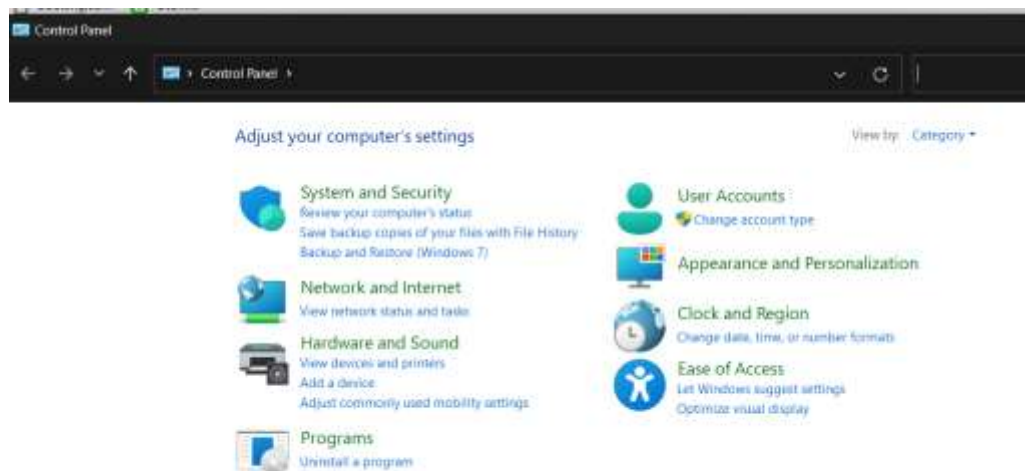 Control Panel
Control Panel
Adjust your computer's settings
View by: Category
System and Security
Review your computer's status
Save backup copies of your files with File History
Backup and Restore (Windows 7)
Network and Internet
View network status and tasks
Hardware and Sound
View devices and printers
Add a device
Adjust commonly used mobility settings
Programs
Uninstall a program
User Accounts
Change account type
Appearance and Personalization
Clock and Region
Change date, time, or number formats
Ease of Access
Let Windows suggest settings
Optimize visual display